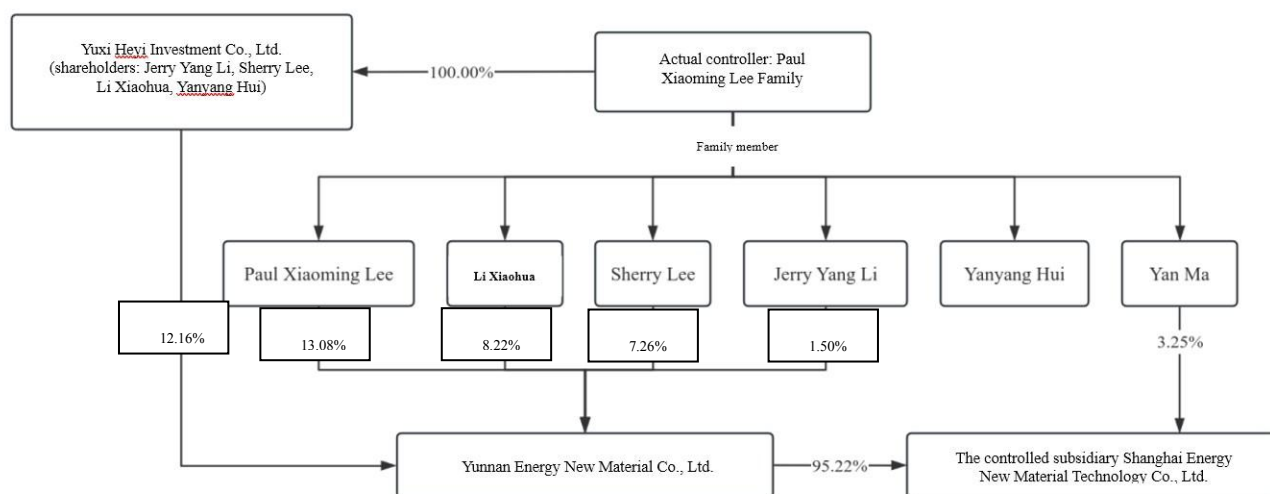 Yuxi Heyi Investment Co., Ltd.
(shareholders: Jerry Yang Li, Sherry Lee,
Li Xiaohua, Yanyang Hui)
100.00%
Actual controller: Paul
Xiaoming Lee Family
Family member
Paul Xiaoming Lee
Li Xiaohua
Sherry Lee
Jerry Yang Li
Yanyang Hui
Yan Ma
12.16%
13.08%
8.22%
7.26%
1.50%
3.25%
Yunnan Energy New Material Co., Ltd.
95.22%
The controlled subsidiary Shanghai Energy
New Material Technology Co., Ltd.